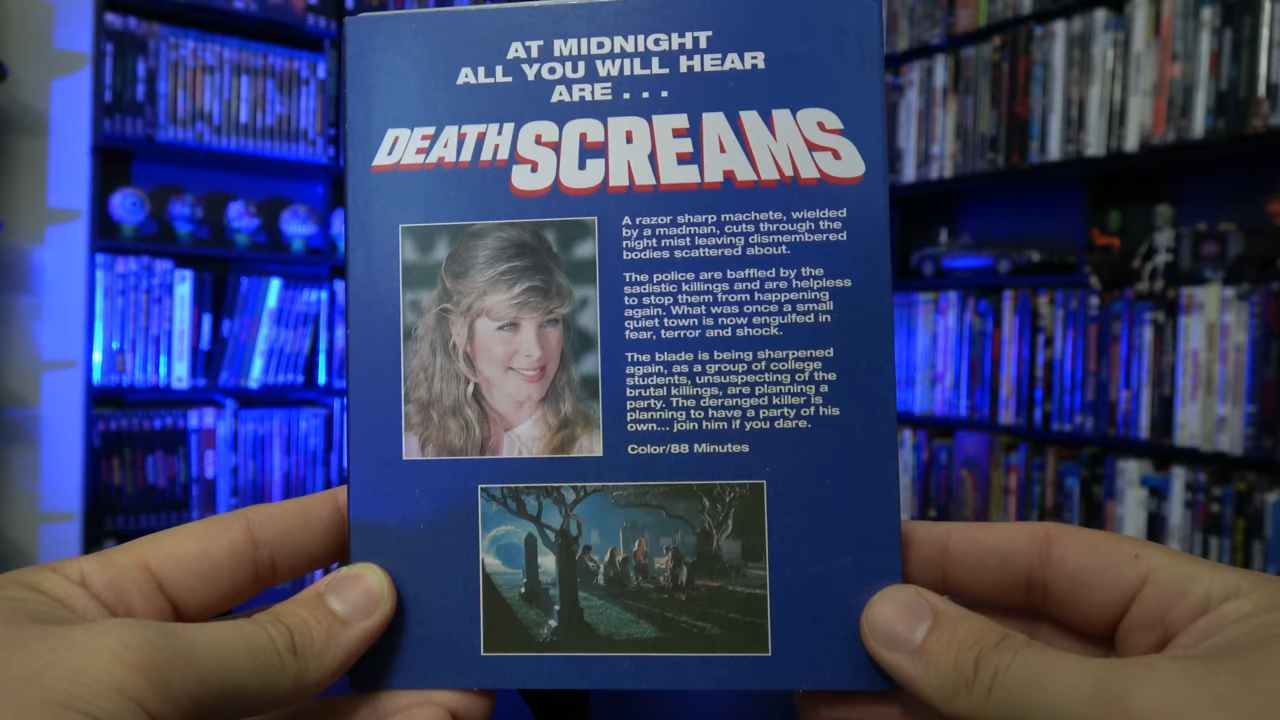 AT MIDNIGHT
ALL YOU WILL HEAR
ARE . . .
DEATH SCREAMS
A razor sharp machete, wielded
by a madman, cuts through the
night mist leaving dismembered
bodies scattered about.
The police are baffled by the
sadistic killings and are helpless
to stop them from happening
again. What was once a small
quiet town is now engulfed in
fear, terror and shock.
The blade is being sharpened
again, as a group of college
students, unsuspecting of the
brutal killings, are planning a
party. The deranged killer is
planning to have a party of his
own... join him if you dare.
Color/88 Minutes